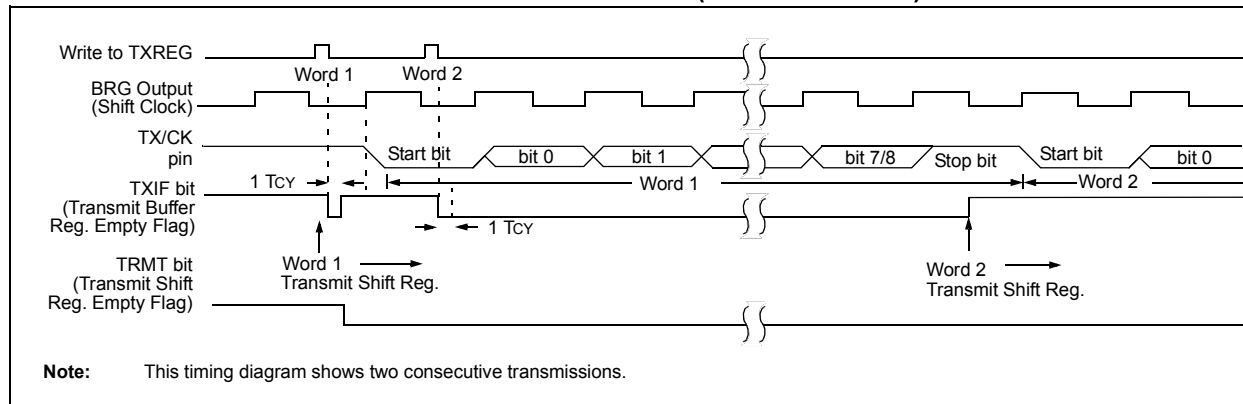 Write to TXREG
Word 1
Word 2
BRG Output
(Shift Clock)
TX/CK
pin
Start bit
bit 0
bit 1
bit 7/8
Stop bit
Start bit
bit 0
1 TCY
Word 1
Word 2
TXIF bit
(Transmit Buffer
Reg. Empty Flag)
1 TCY
TRMT bit
(Transmit Shift
Reg. Empty Flag)
Word 1
Transmit Shift Reg.
Word 2
Transmit Shift Reg.
Note: This timing diagram shows two consecutive transmissions.